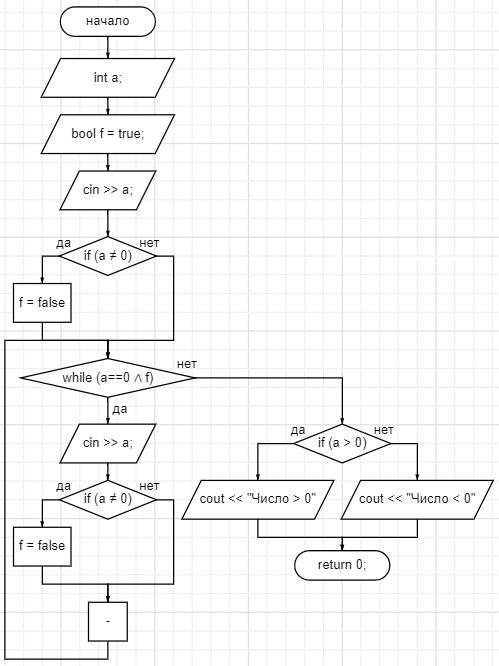 начало
int a;
bool f = true;
cin >> a;
да
нет
if (a ≠ 0)
f = false
while (a==0 ∧ f)
нет
да
cin >> a;
да
нет
if (a ≠ 0)
f = false
-
да
нет
if (a > 0)
cout << "Число > 0"
cout << "Число < 0"
return 0;